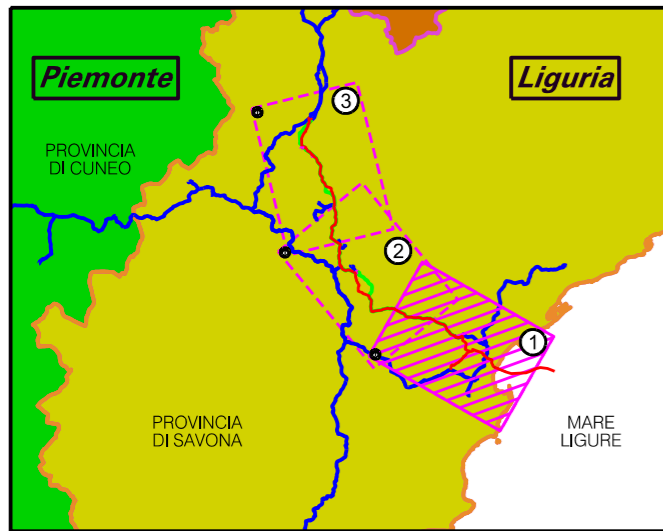 Piemonte
Liguria
3
PROVINCIA
DI CUNEO
2
1
PROVINCIA
DI SAVONA
MARE
LIGURE